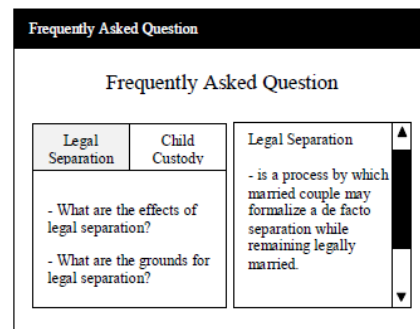 Frequently Asked Question
Frequently Asked Question
Legal
Separation
Child
Custody
- What are the effects of
legal separation?
- What are the grounds for
legal separation?
Legal Separation
- is a process by which
married couple may
formalize a de facto
separation while
remaining legally
married.